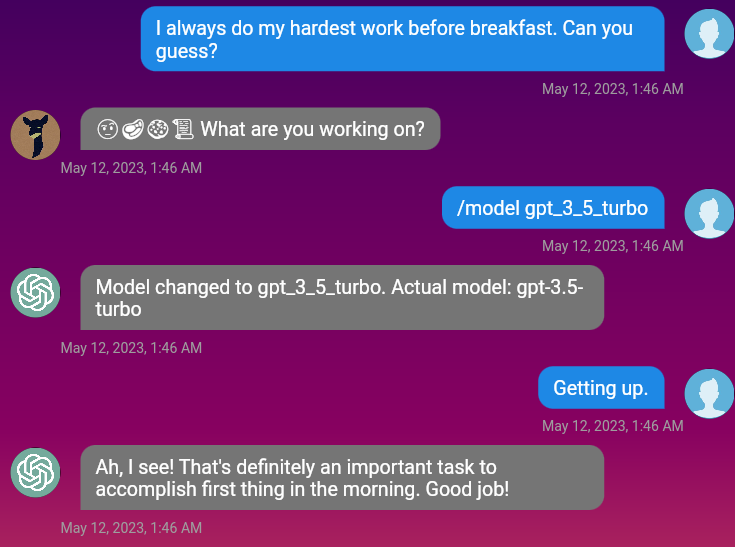 I always do my hardest work before breakfast. Can you
guess?
May 12, 2023, 1:46 AM
🤨🥓🍪📜 What are you working on?
May 12, 2023, 1:46 AM
/model gpt_3_5_turbo
May 12, 2023, 1:46 AM
Model changed to gpt_3_5_turbo. Actual model: gpt-3.5-
turbo
May 12, 2023, 1:46 AM
Getting up.
May 12, 2023, 1:46 AM
Ah, I see! That's definitely an important task to
accomplish first thing in the morning. Good job!
May 12, 2023, 1:46 AM